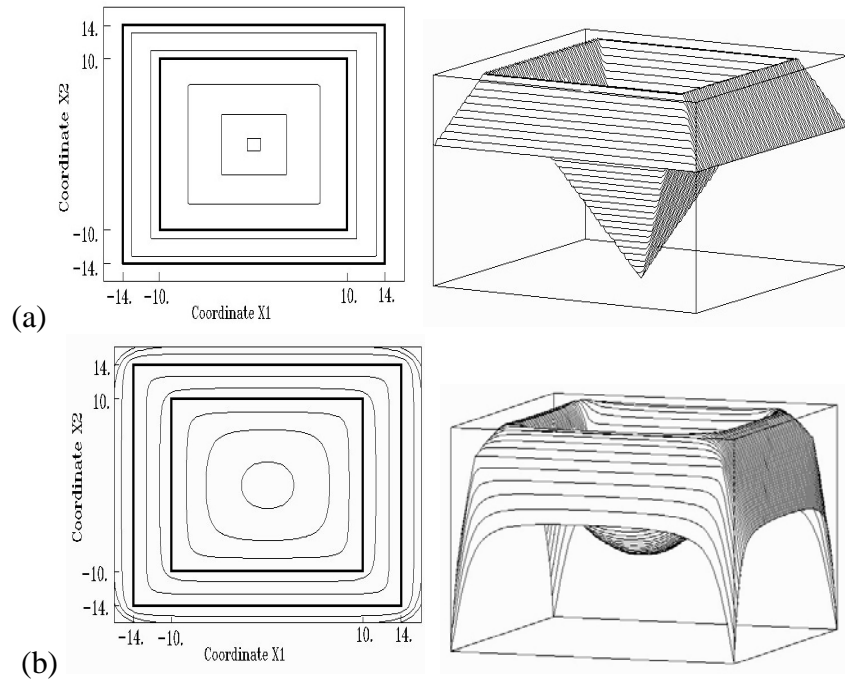 14.
10.
Coordinate X2
-10.
-14.
-14. -10. 10. 14.
Coordinate X1
(a)
14.
10.
Coordinate X2
-10.
-14.
-14. -10. 10. 14.
Coordinate X1
(b)